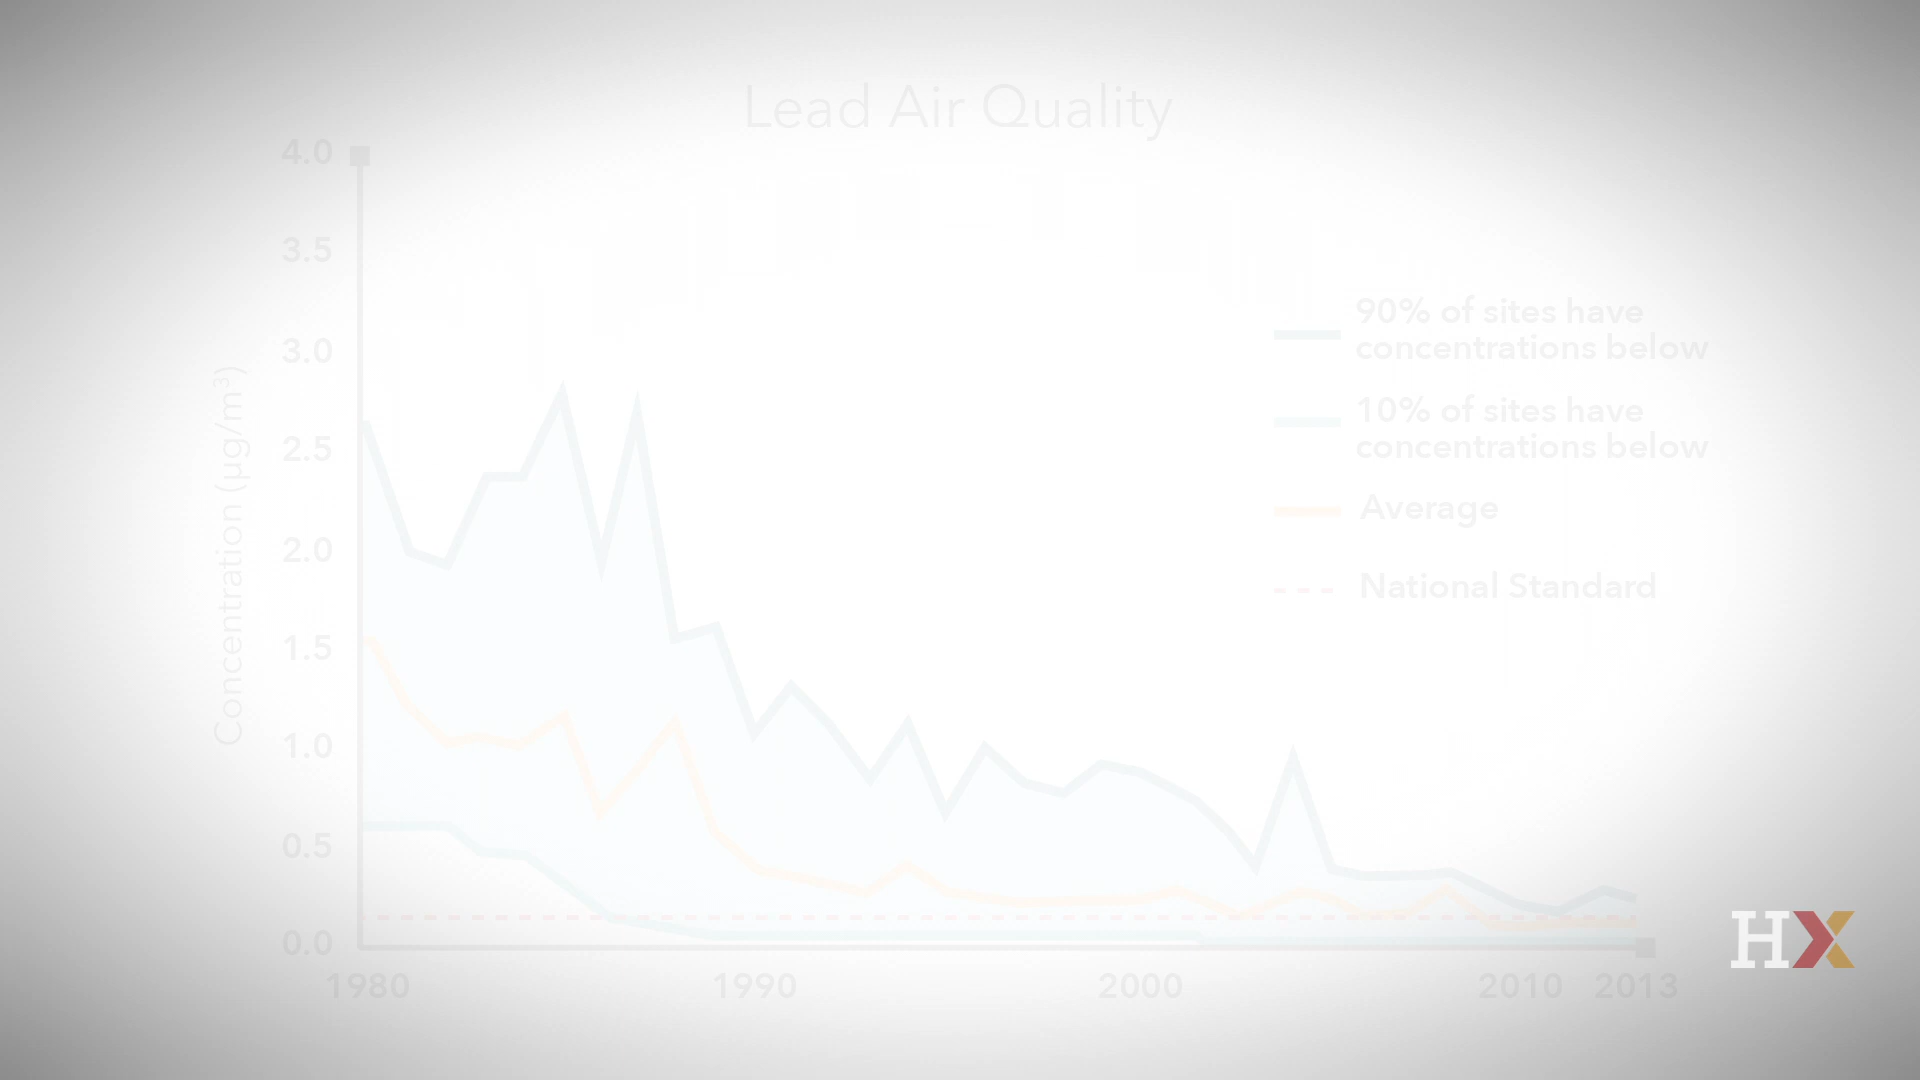 Lead Air Quality
4.0
3.5
3.0
2.5
2.0
1.5
1.0
0.5
0.0
Concentration (µg/m³)
90% of sites have
concentrations below
10% of sites have
concentrations below
Average
National Standard
1980
1990
2000
2010
2013
HX